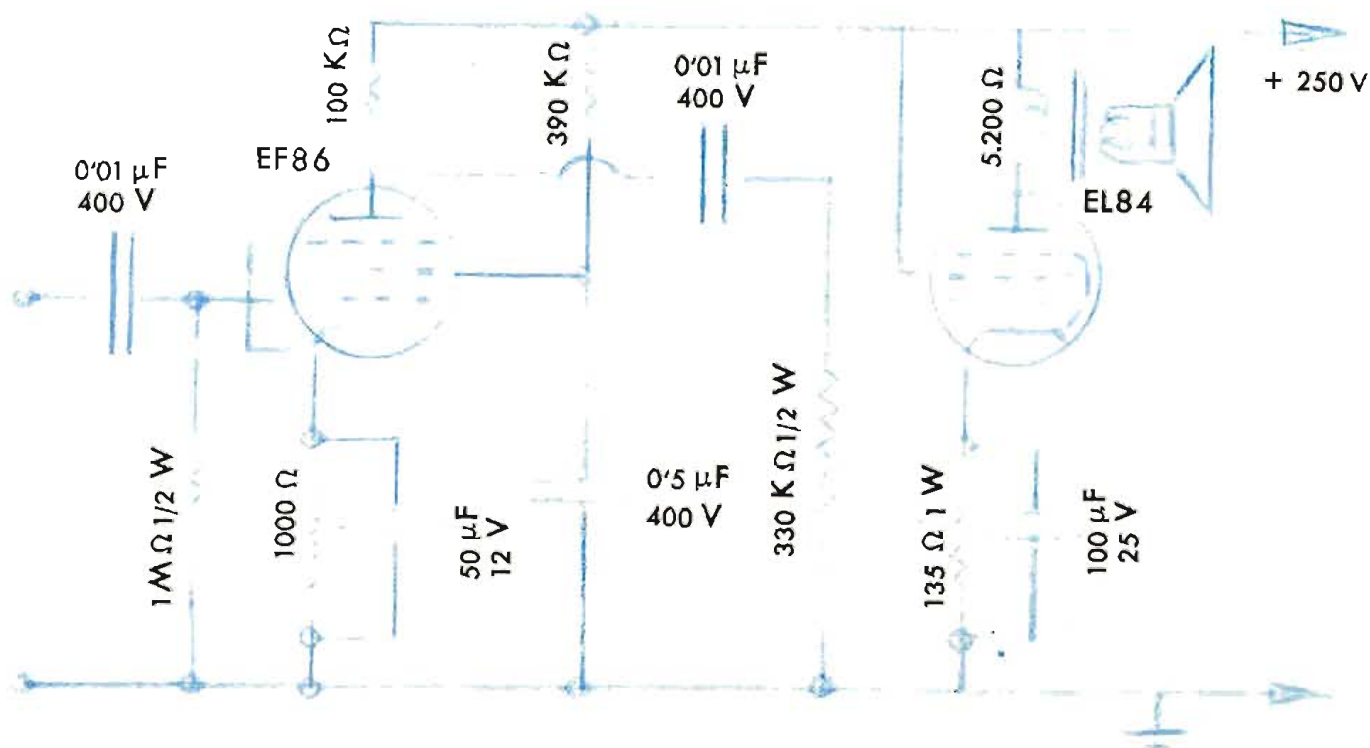 100 KΩ
390 KΩ
0'01 µF
400 V
5.200 Ω
+ 250 V
0'01 µF
400 V
EF86
EL84
1MΩ 1/2 W
1000 Ω
50 µF
12 V
0'5 µF
400 V
330 KΩ 1/2 W
135 Ω 1 W
100 µF
25 V